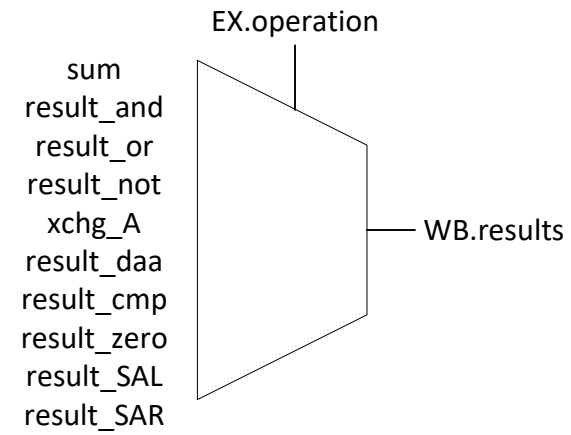 EX.operation
sum
result_and
result_or
result_not
xchg_A
result_daa
result_cmp
result_zero
result_SAL
result_SAR
WB.results